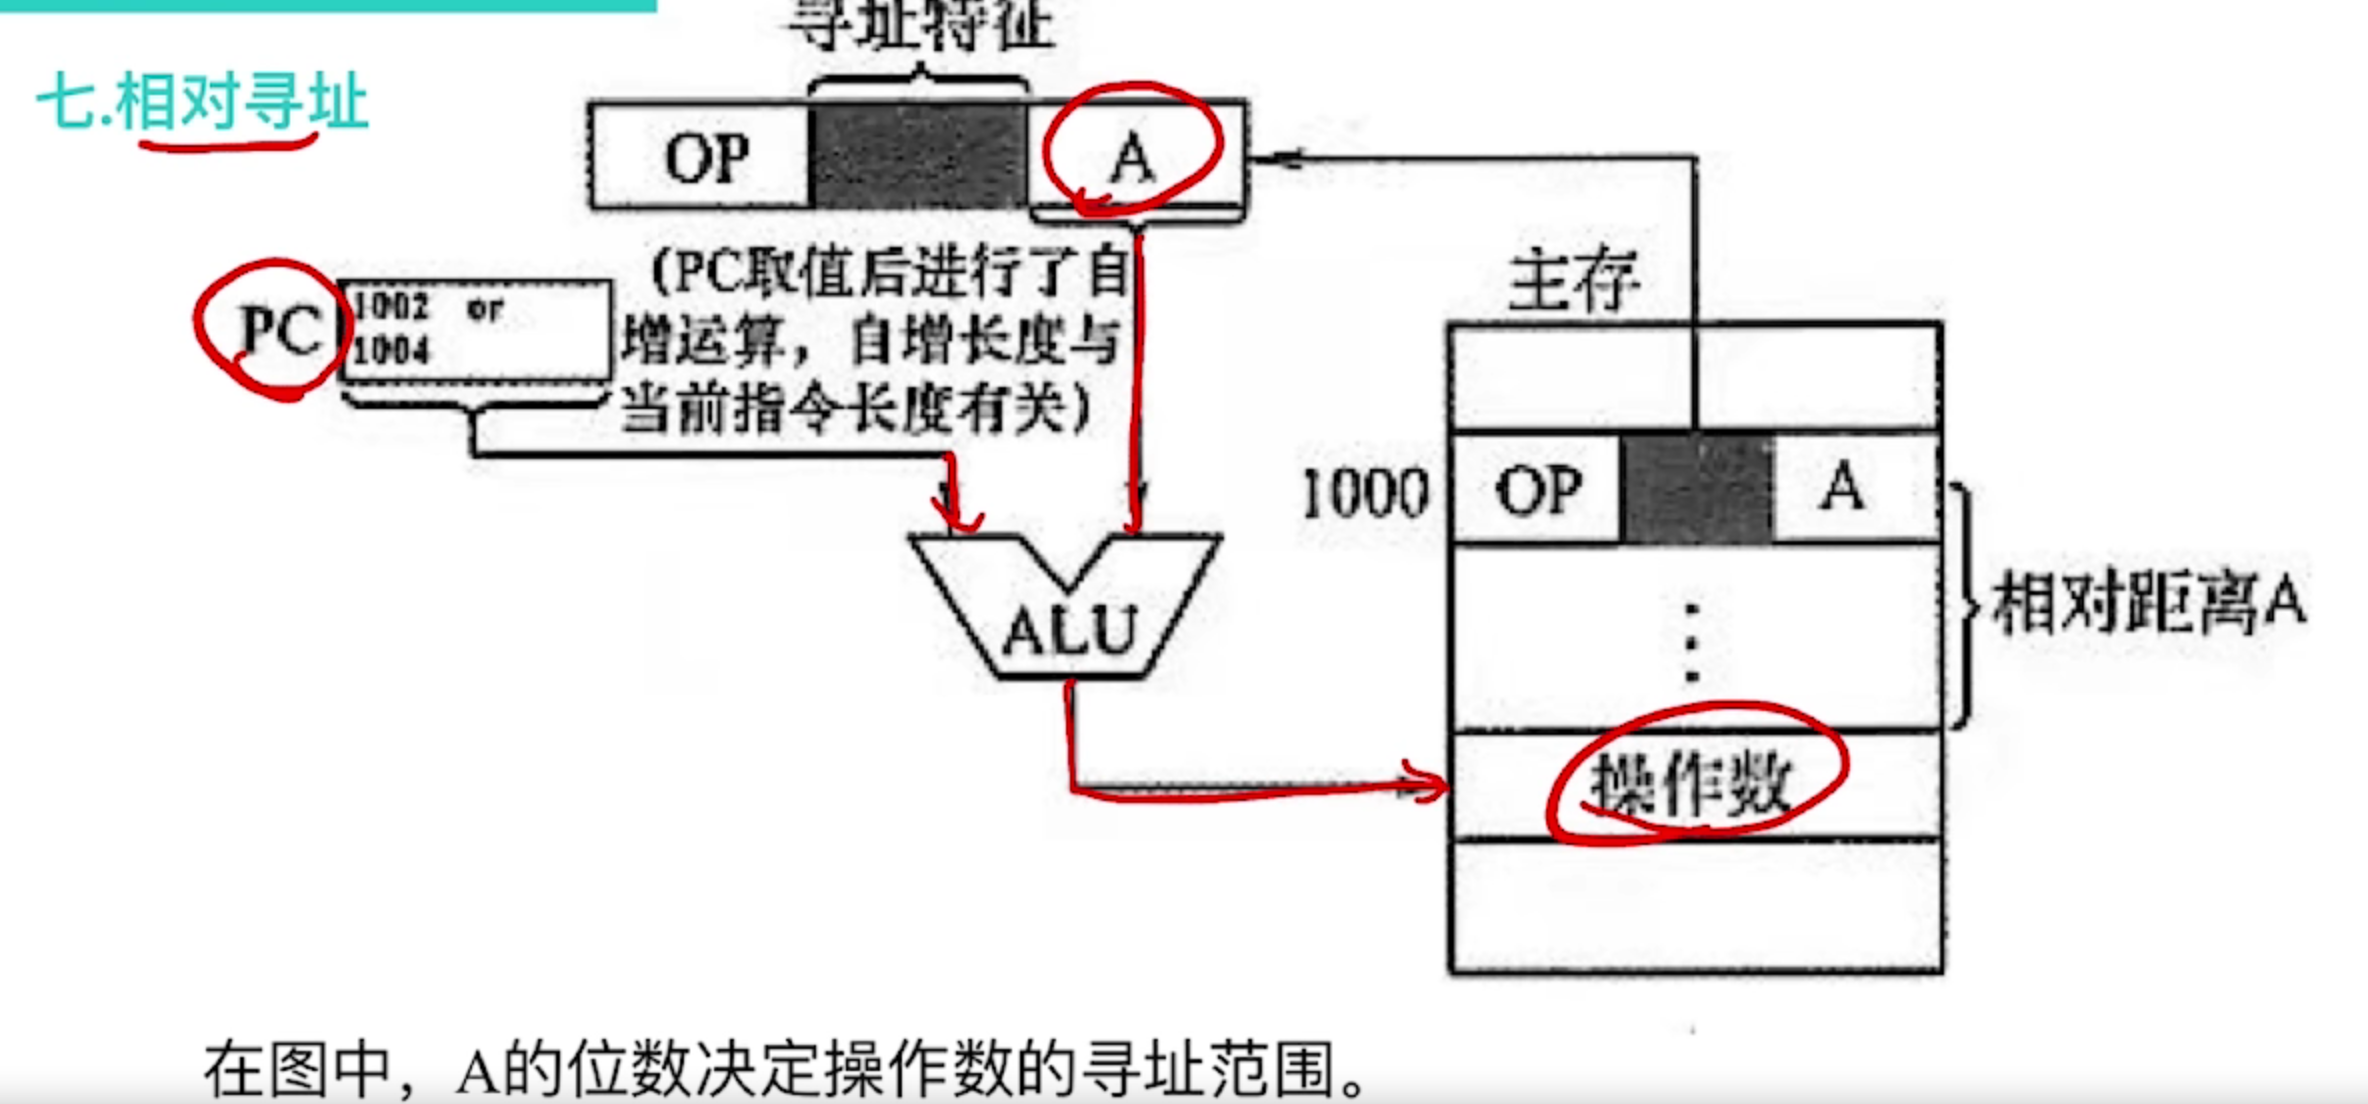 寻址特征
七.相对寻址
OP
A
(PC取值后进行了自
增运算，自增长度与
当前指令长度有关)
PC
1002 or
1004
主存
1000
OP
A
相对距离A
ALU
操作数
在图中，A的位数决定操作数的寻址范围。